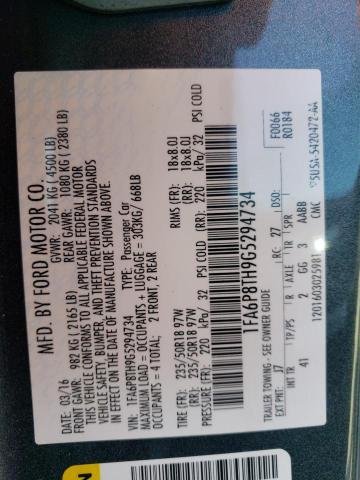 MFD. BY FORD MOTOR CO.
03/16 GVWR: 2041 KG ( 4500 LB)
FRONT GAWR: 982 KG ( 2165 LB) REAR GAWR: 1080 KG ( 2380 LB)
THIS VEHICLE CONFORMS TO ALL APPLICABLE FEDERAL MOTOR
VEHICLE SAFETY, BUMPER, AND THEFT PREVENTION STANDARDS
IN EFFECT ON THE DATE OF MANUFACTURE SHOWN ABOVE.
VIN: 1FA6P8TH9G5294734 TYPE: Passenger Car
MAXIMUM LOAD = OCCUPANTS + LUGGAGE = 303KG/ 668LB
OCCUPANTS = 4 TOTAL; 2 FRONT, 2 REAR
TIRE (FR): 235/50R18 97W RIMS (FR): 18x8.0J
(RR): 235/50R18 97W (RR): 18x8.0J
PRESSURE (FR): 220 kPa/ 32 PSI COLD (RR): 220 kPa/ 32 PSI COLD
1FA6P8TH9G5294734
F0066
R0184
TRAILER TOWING - SEE OWNER GUIDE
EXT PNT: J7 RC: 27 DSO:
INT TR TP/PS R AXLE TR SPR
41 2 GG 3 AABB
CMC
5U5A-5420472-AA
N